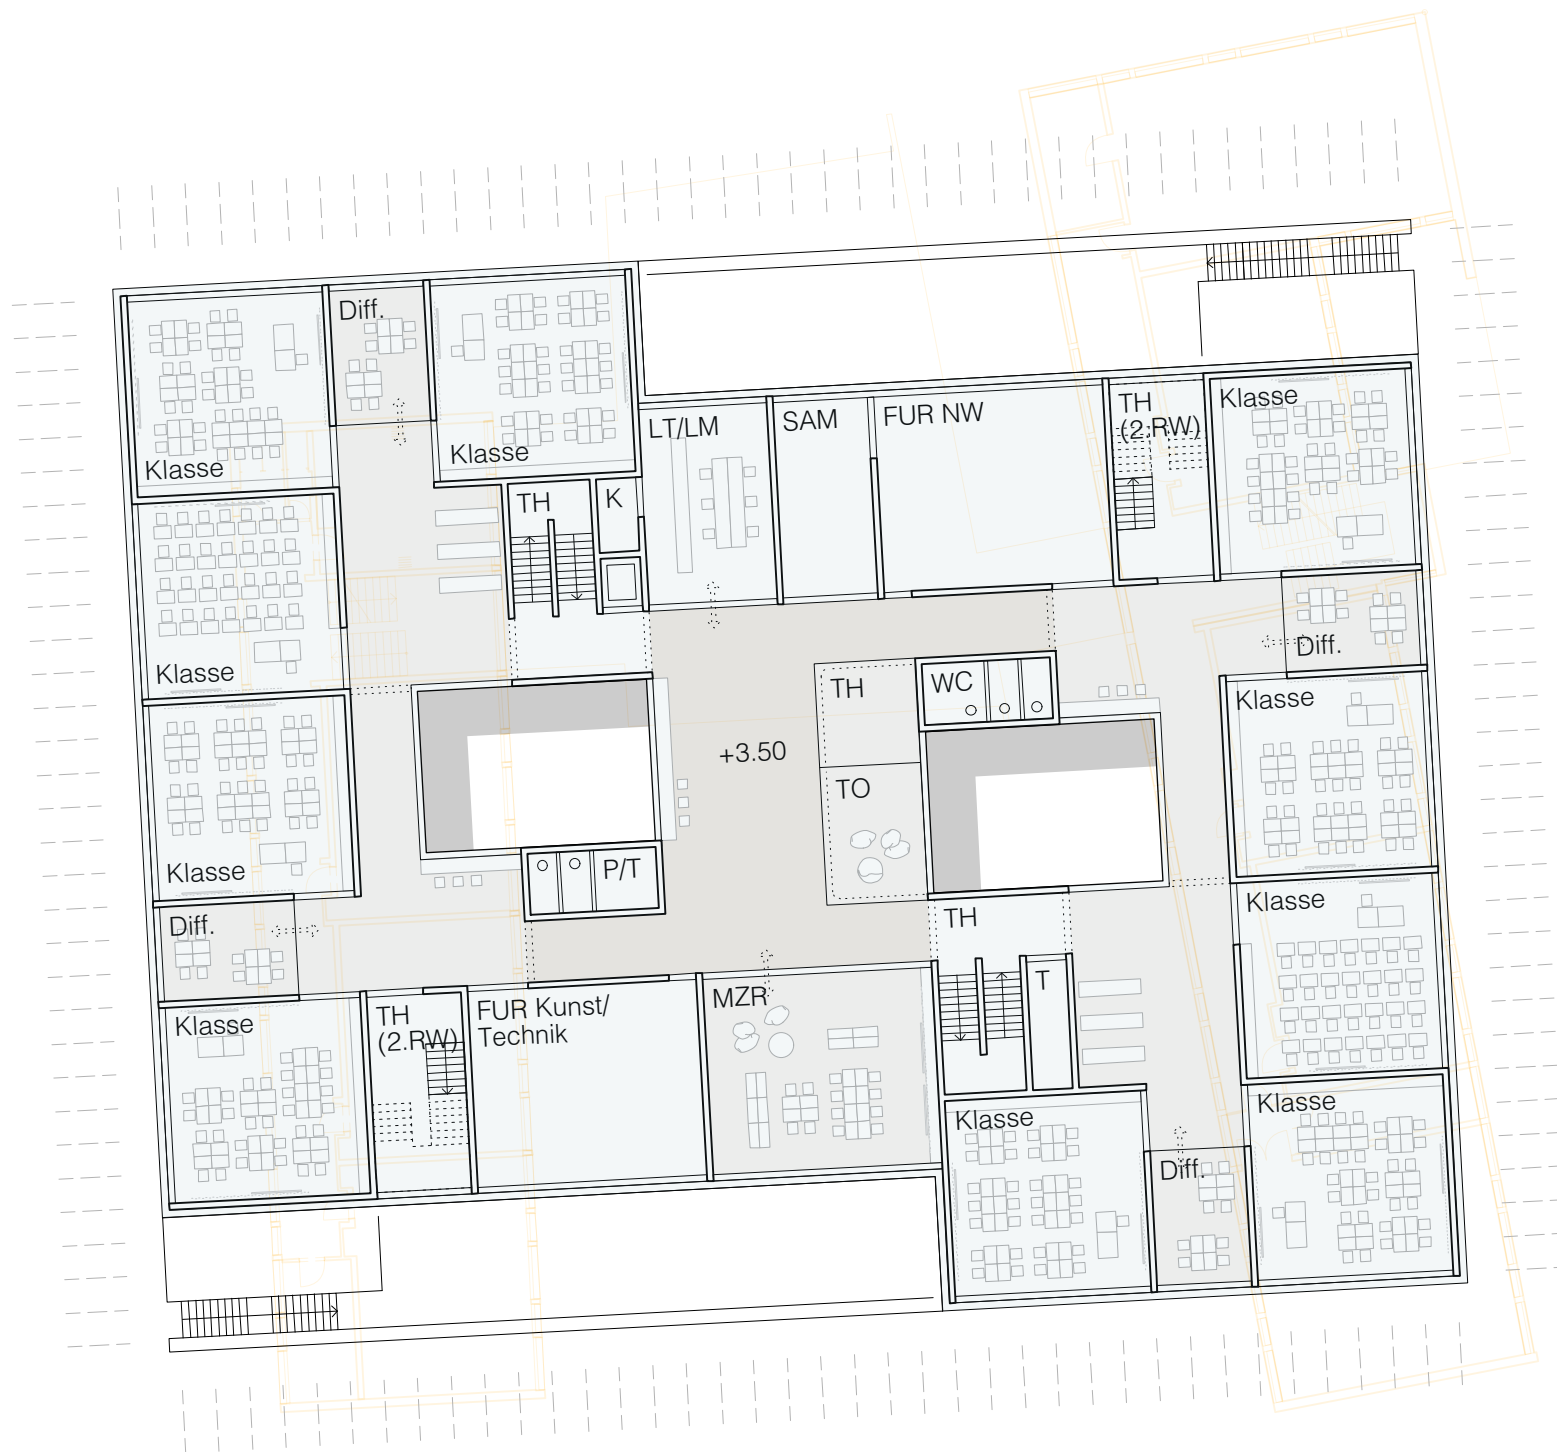 Diff.
Klasse
Klasse
Klasse
TH
(2.RW)
FUR NW
SAM
LT/LM
TH
K
Klasse
Diff.
Klasse
TH
WC
+3.50
TO
Klasse
P/T
Klasse
Diff.
TH
Klasse
T
MZR
FUR Kunst/
Technik
TH
(2.RW)
Klasse
Klasse
Klasse
Diff.